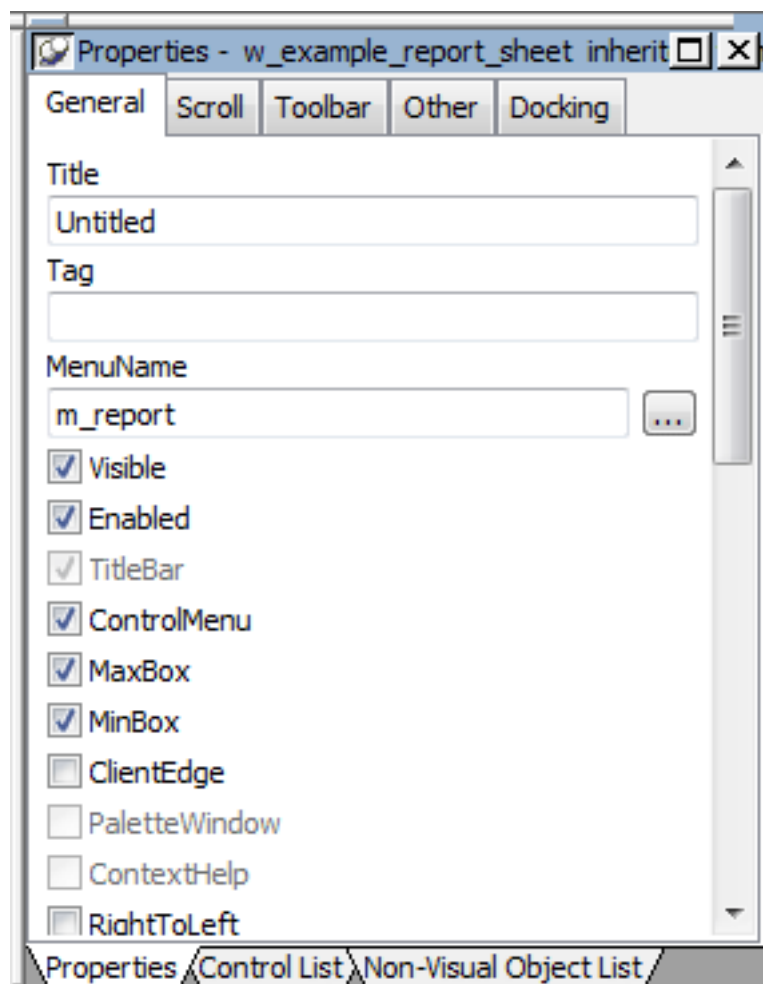 Properties - w_example_report_sheet inherit
General Scroll Toolbar Other Docking
Title
Untitled
Tag
MenuName
m_report
...
Visible
Enabled
TitleBar
ControlMenu
MaxBox
MinBox
ClientEdge
PaletteWindow
ContextHelp
RightToLeft
Properties Control List Non-Visual Object List